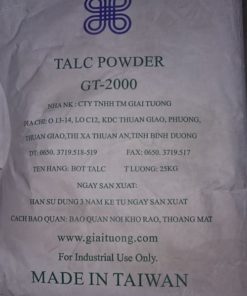 TALC POWDER
GT-2000
NHA NK : CTY TNHH TM GIAI TUONG
DIA CHI: O 13-14, LO C12, KDC THUAN GIAO, PHUONG,
THUAN GIAO, THI XA THUAN AN, TINH BINH DUONG
DT: 0650. 3719.518-519 FAX: 0650. 3719.517
TEN HANG: BOT TALC T LUONG: 25KG
NGAY SAN XUAT:
HAN SU DUNG 3 NAM KE TU NGAY SAN XUAT
CACH BAO QUAN: BAO QUAN NOI KHO RAO, THOANG MAT
www.giaituong.com
For Industrial Use Only.
MADE IN TAIWAN